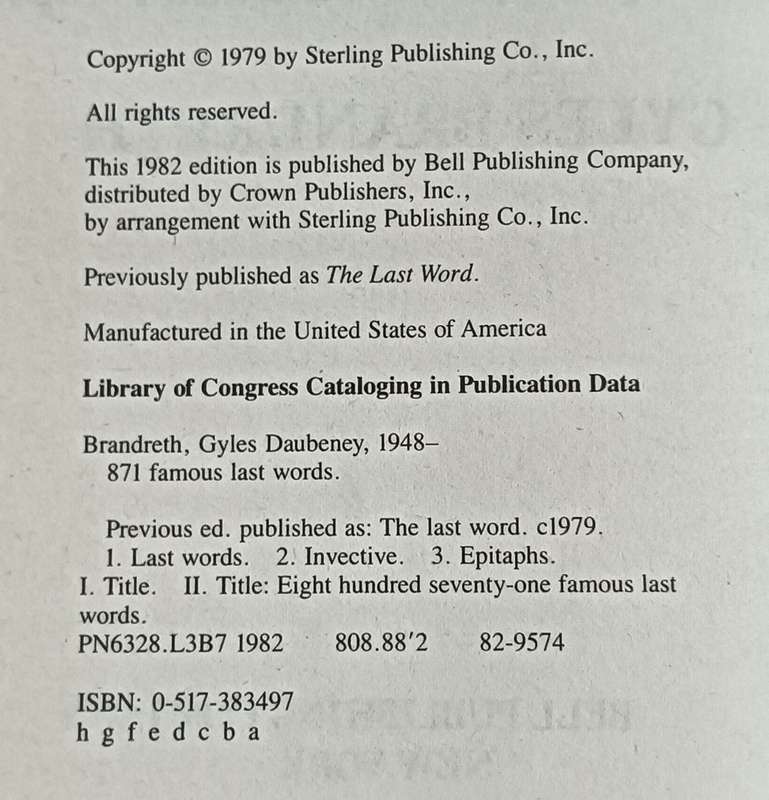 Copyright © 1979 by Sterling Publishing Co., Inc.
All rights reserved.
This 1982 edition is published by Bell Publishing Company,
distributed by Crown Publishers, Inc.,
by arrangement with Sterling Publishing Co., Inc.
Previously published as The Last Word.
Manufactured in the United States of America
Library of Congress Cataloging in Publication Data
Brandreth, Gyles Daubeney, 1948–
871 famous last words.
Previous ed. published as: The last word. c1979.
1. Last words. 2. Invective. 3. Epitaphs.
I. Title. II. Title: Eight hundred seventy-one famous last
words.
PN6328.L3B7 1982 808.88′2 82-9574
ISBN: 0-517-383497
h g f e d c b a